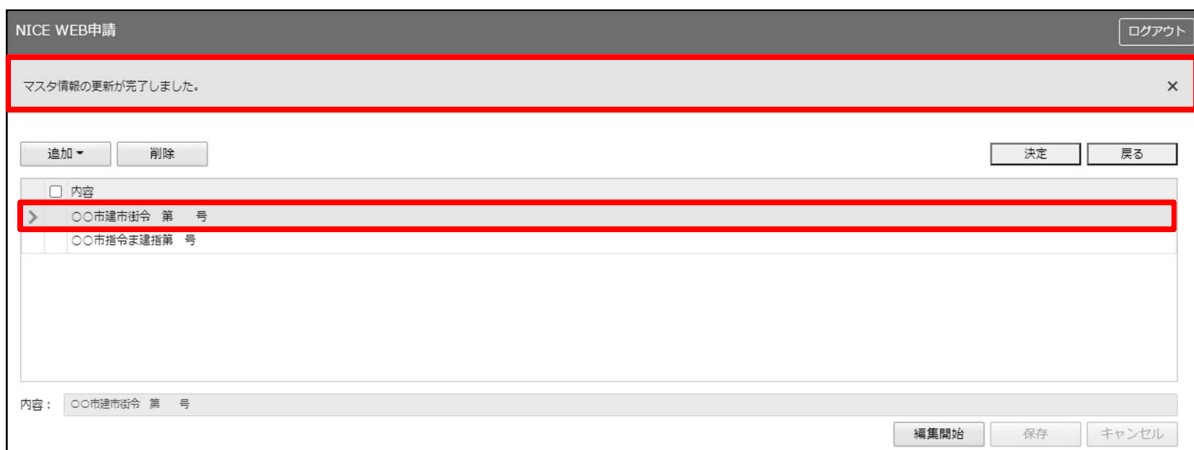 NICE WEB申請 ログアウト
マスタ情報の更新が完了しました。 ×
追加 削除 決定 戻る
内容
○○市建市街令 第 号
○○市指令ま建指第 号
内容： ○○市建市街令 第 号
編集開始 保存 キャンセル